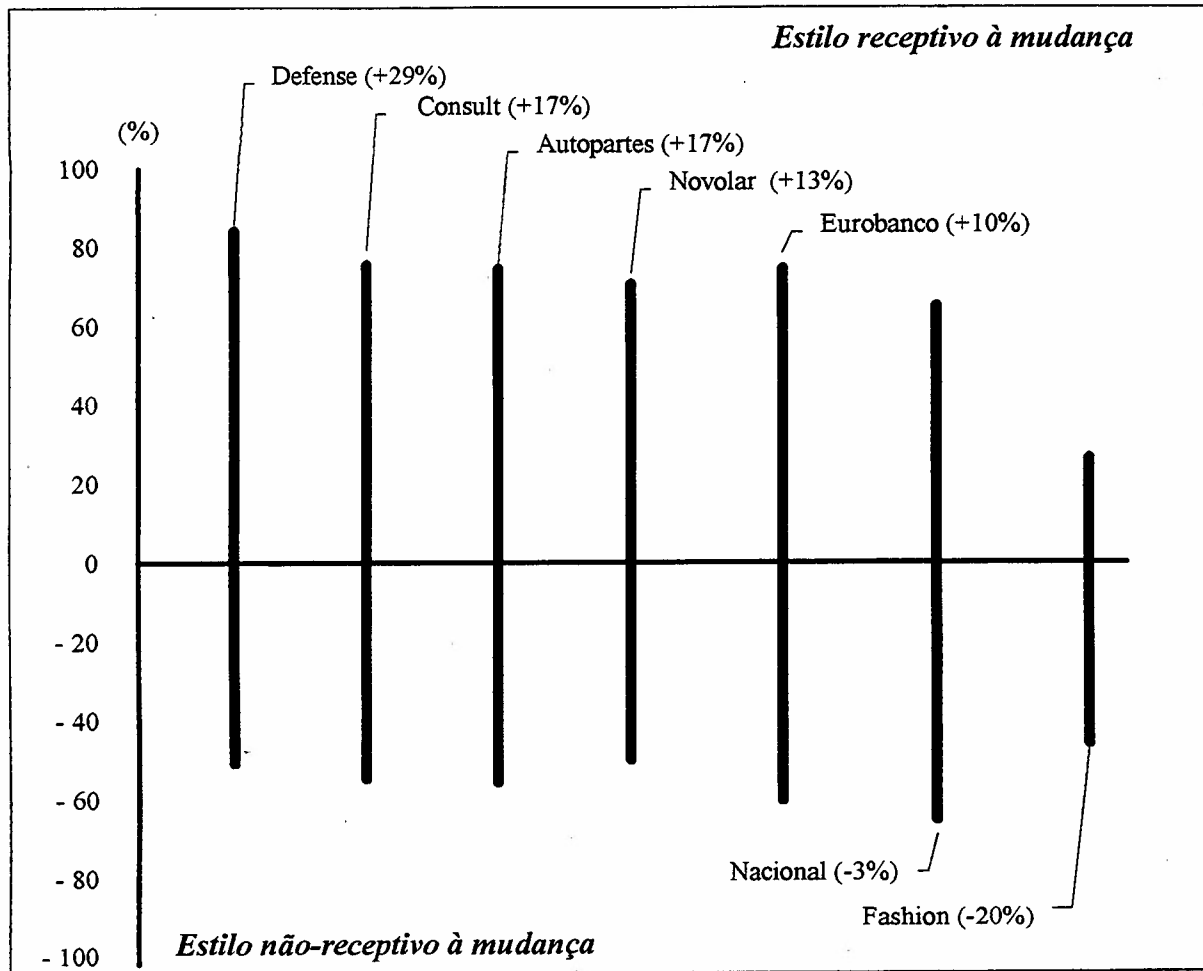 Estilo receptivo à mudança
Defense (+29%)
Consult (+17%)
(%)
Autopartes (+17%)
100
Novolar (+13%)
80
Eurobanco (+10%)
60
40
20
0
- 20
- 40
- 60
Nacional (-3%)
- 80
Fashion (-20%)
Estilo não-receptivo à mudança
- 100